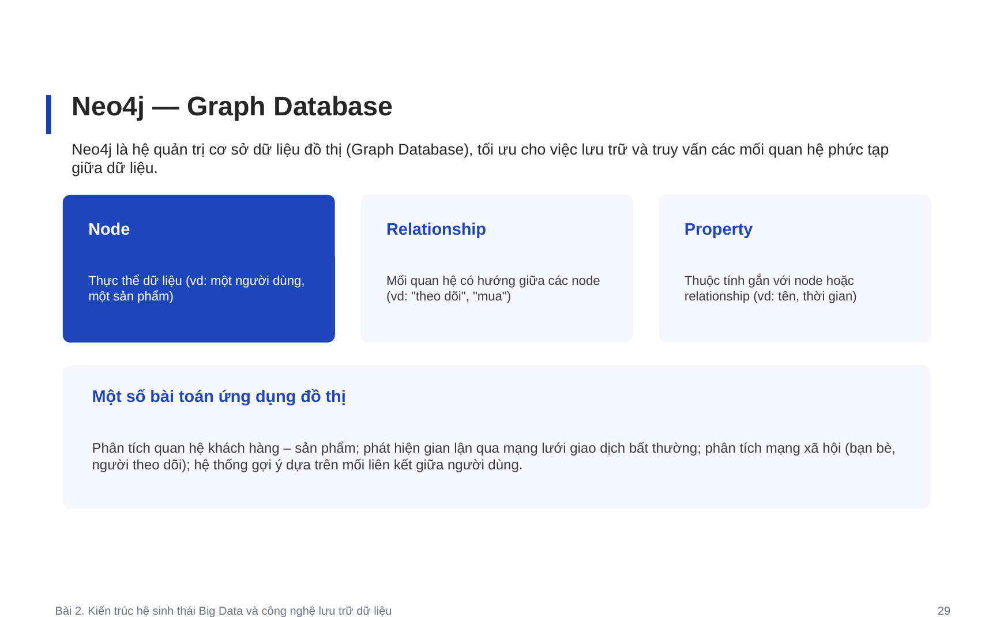 Neo4j — Graph Database
Neo4j là hệ quản trị cơ sở dữ liệu đồ thị (Graph Database), tối ưu cho việc lưu trữ và truy vấn các mối quan hệ phức tạp
giữa dữ liệu.
Node
Thực thể dữ liệu (vd: một người dùng,
một sản phẩm)
Relationship
Mối quan hệ có hướng giữa các node
(vd: "theo dõi", "mua")
Property
Thuộc tính gắn với node hoặc
relationship (vd: tên, thời gian)
Một số bài toán ứng dụng đồ thị
Phân tích quan hệ khách hàng – sản phẩm; phát hiện gian lận qua mạng lưới giao dịch bất thường; phân tích mạng xã hội (bạn bè,
người theo dõi); hệ thống gợi ý dựa trên mối liên kết giữa người dùng.
Bài 2. Kiến trúc hệ sinh thái Big Data và công nghệ lưu trữ dữ liệu
29